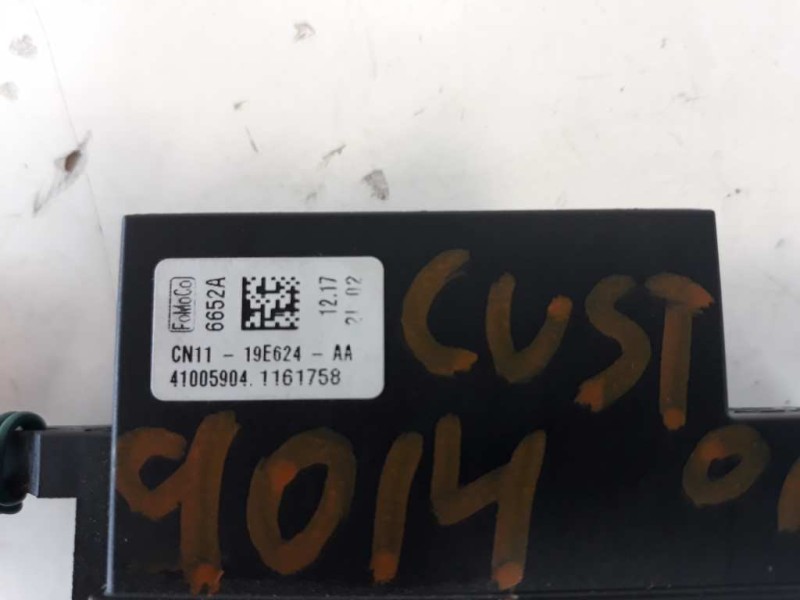 FoMoCo
6652A
12.17
21.02
CN11 - 19E624 - AA
41005904.1161758
CUST
9014